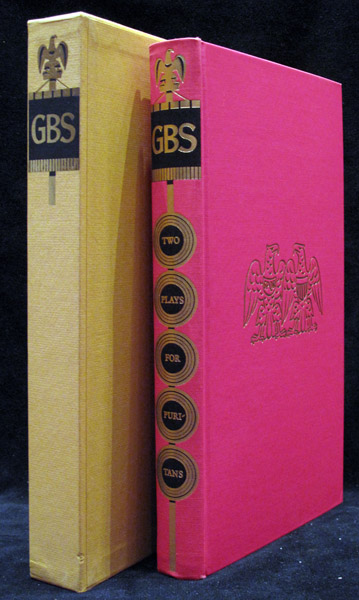 GBS
GBS
TWO
PLAYS
FOR
PURI-
TANS